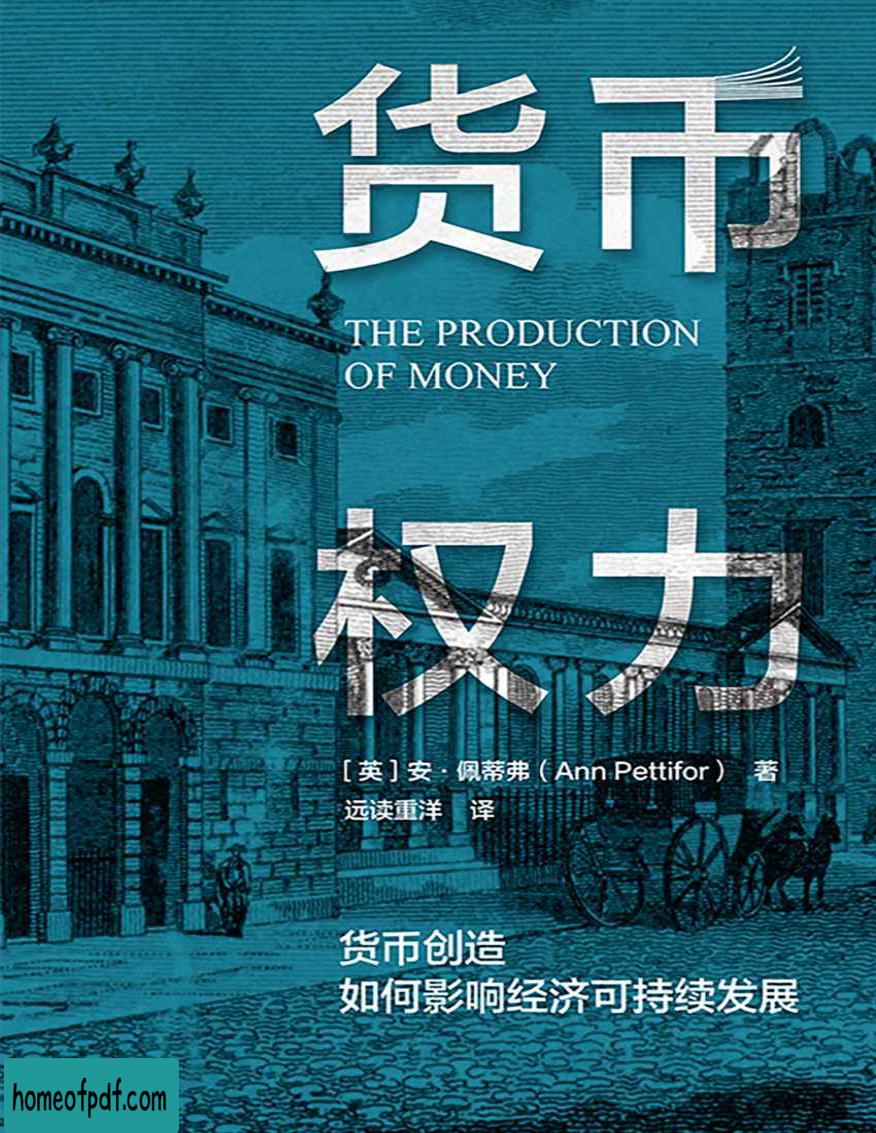 货币
THE PRODUCTION
OF MONEY
权力
[英]安·佩蒂弗（Ann Pettifor） 著
远读重洋 译
货币创造
如何影响经济可持续发展
homeofpdf.com